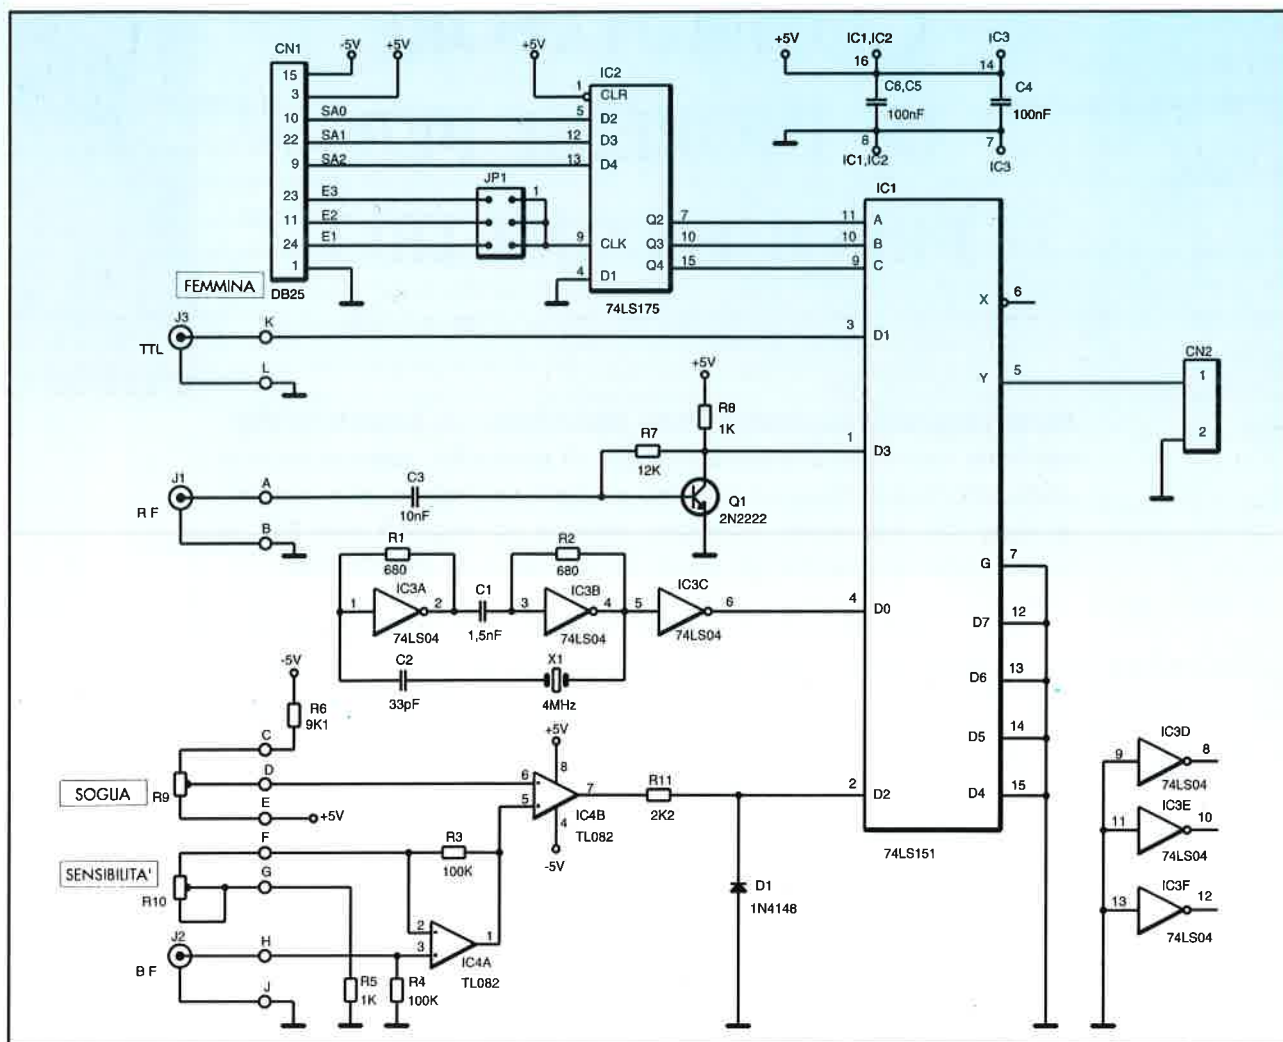 CN1
-5V
+5V
15
3
10
22
9
23
11
24
1
SA0
SA1
SA2
E3
E2
E1
FEMMINA
DB25
JP1
1
+5V
IC2
1
CLR
5
D2
12
D3
13
D4
9
CLK
4
D1
Q2
7
Q3
10
Q4
15
74LS175
+5V
IC1,IC2
16
IC3
14
C6,C5
100nF
C4
100nF
8
IC1,IC2
7
IC3
IC1
11
A
10
B
9
C
X
6
3
D1
Y
5
CN2
1
2
J3
TTL
K
L
+5V
R8
1K
R7
12K
1
D3
J1
R F
A
B
C3
10nF
Q1
2N2222
R1
680
IC3A
1
2
74LS04
C1
1,5nF
R2
680
IC3B
3
4
74LS04
IC3C
5
6
74LS04
4
D0
C2
33pF
X1
4MHz
G
7
D7
12
D6
13
D5
14
D4
15
-5V
R6
9K1
C
D
E
+5V
SOGLIA
R9
+5V
8
6
5
7
4
-5V
IC4B
TL082
R11
2K2
2
D2
74LS151
F
G
SENSIBILITA'
R10
R3
100K
D1
1N4148
J2
B F
H
J
2
3
1
IC4A
TL082
R5
1K
R4
100K
IC3D
9
8
74LS04
IC3E
11
10
74LS04
IC3F
13
12
74LS04